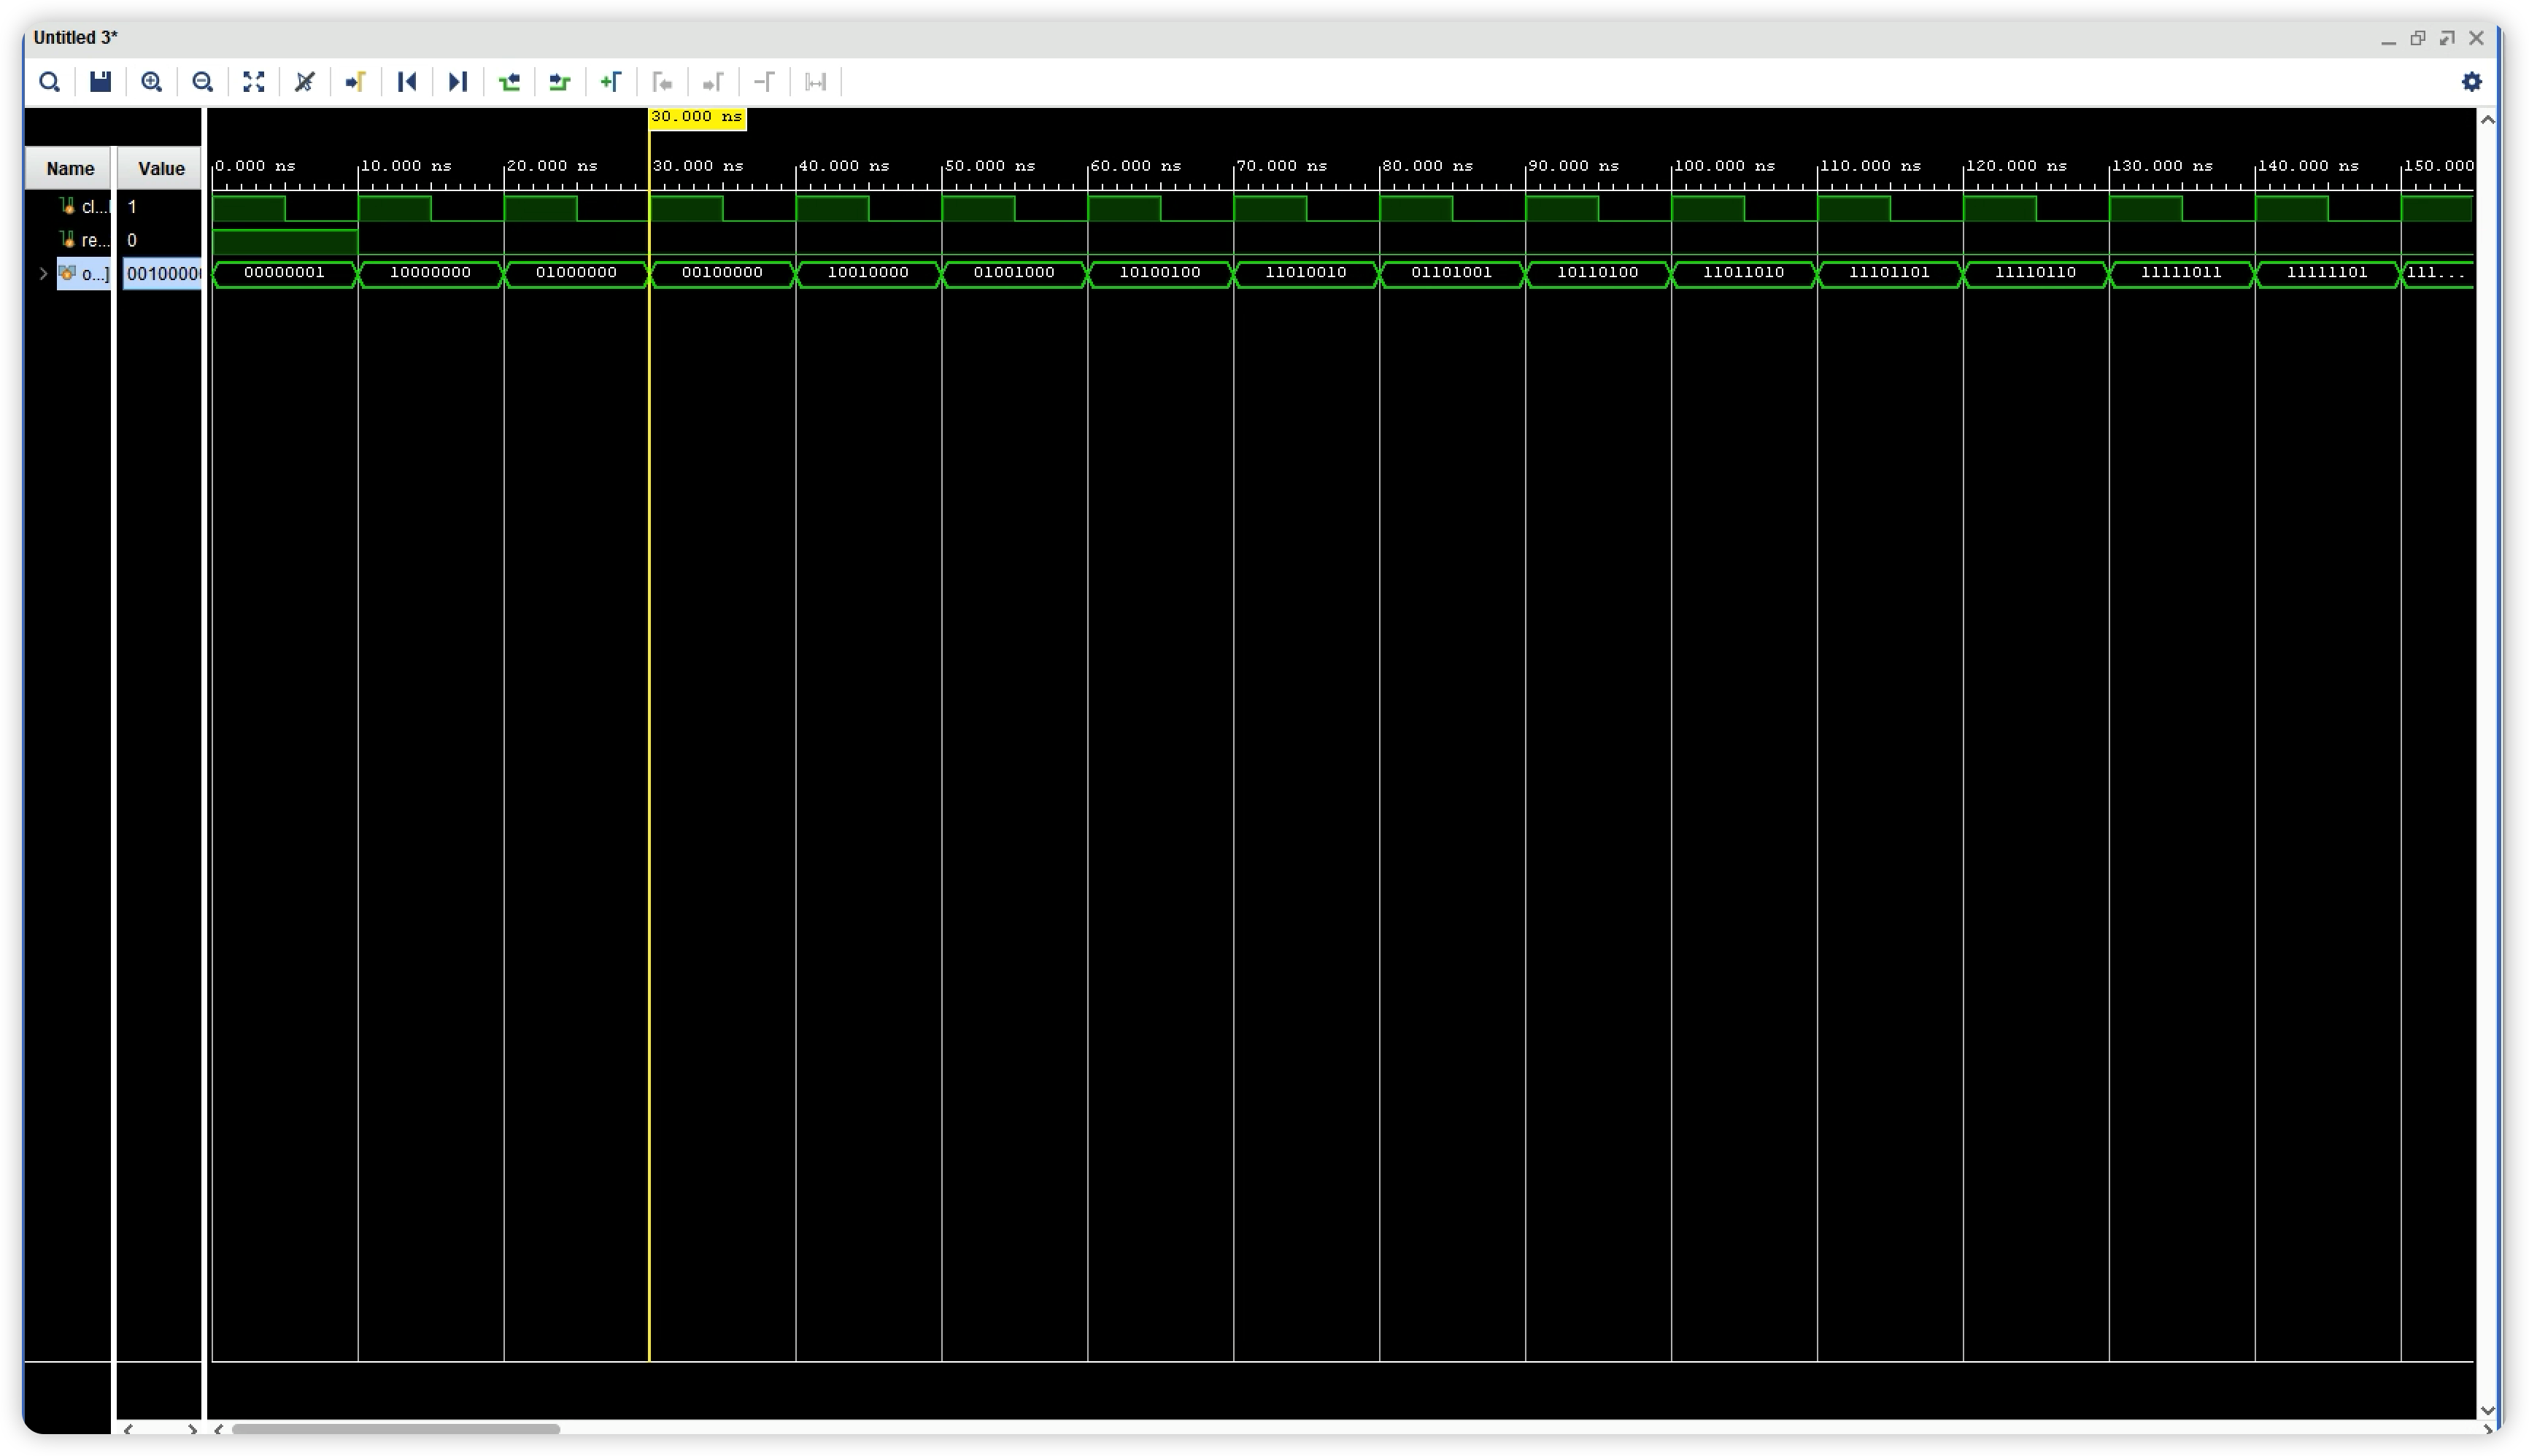 Untitled 3*
30.000 ns
Name Value 0.000 ns 10.000 ns 20.000 ns 30.000 ns 40.000 ns 50.000 ns 60.000 ns 70.000 ns 80.000 ns 90.000 ns 100.000 ns 110.000 ns 120.000 ns 130.000 ns 140.000 ns 150.000
cl... 1
re... 0
o...] 0010000 00000001 10000000 01000000 00100000 10010000 01001000 10100100 11010010 01101001 10110100 11011010 11101101 11110110 11111011 11111101 111...